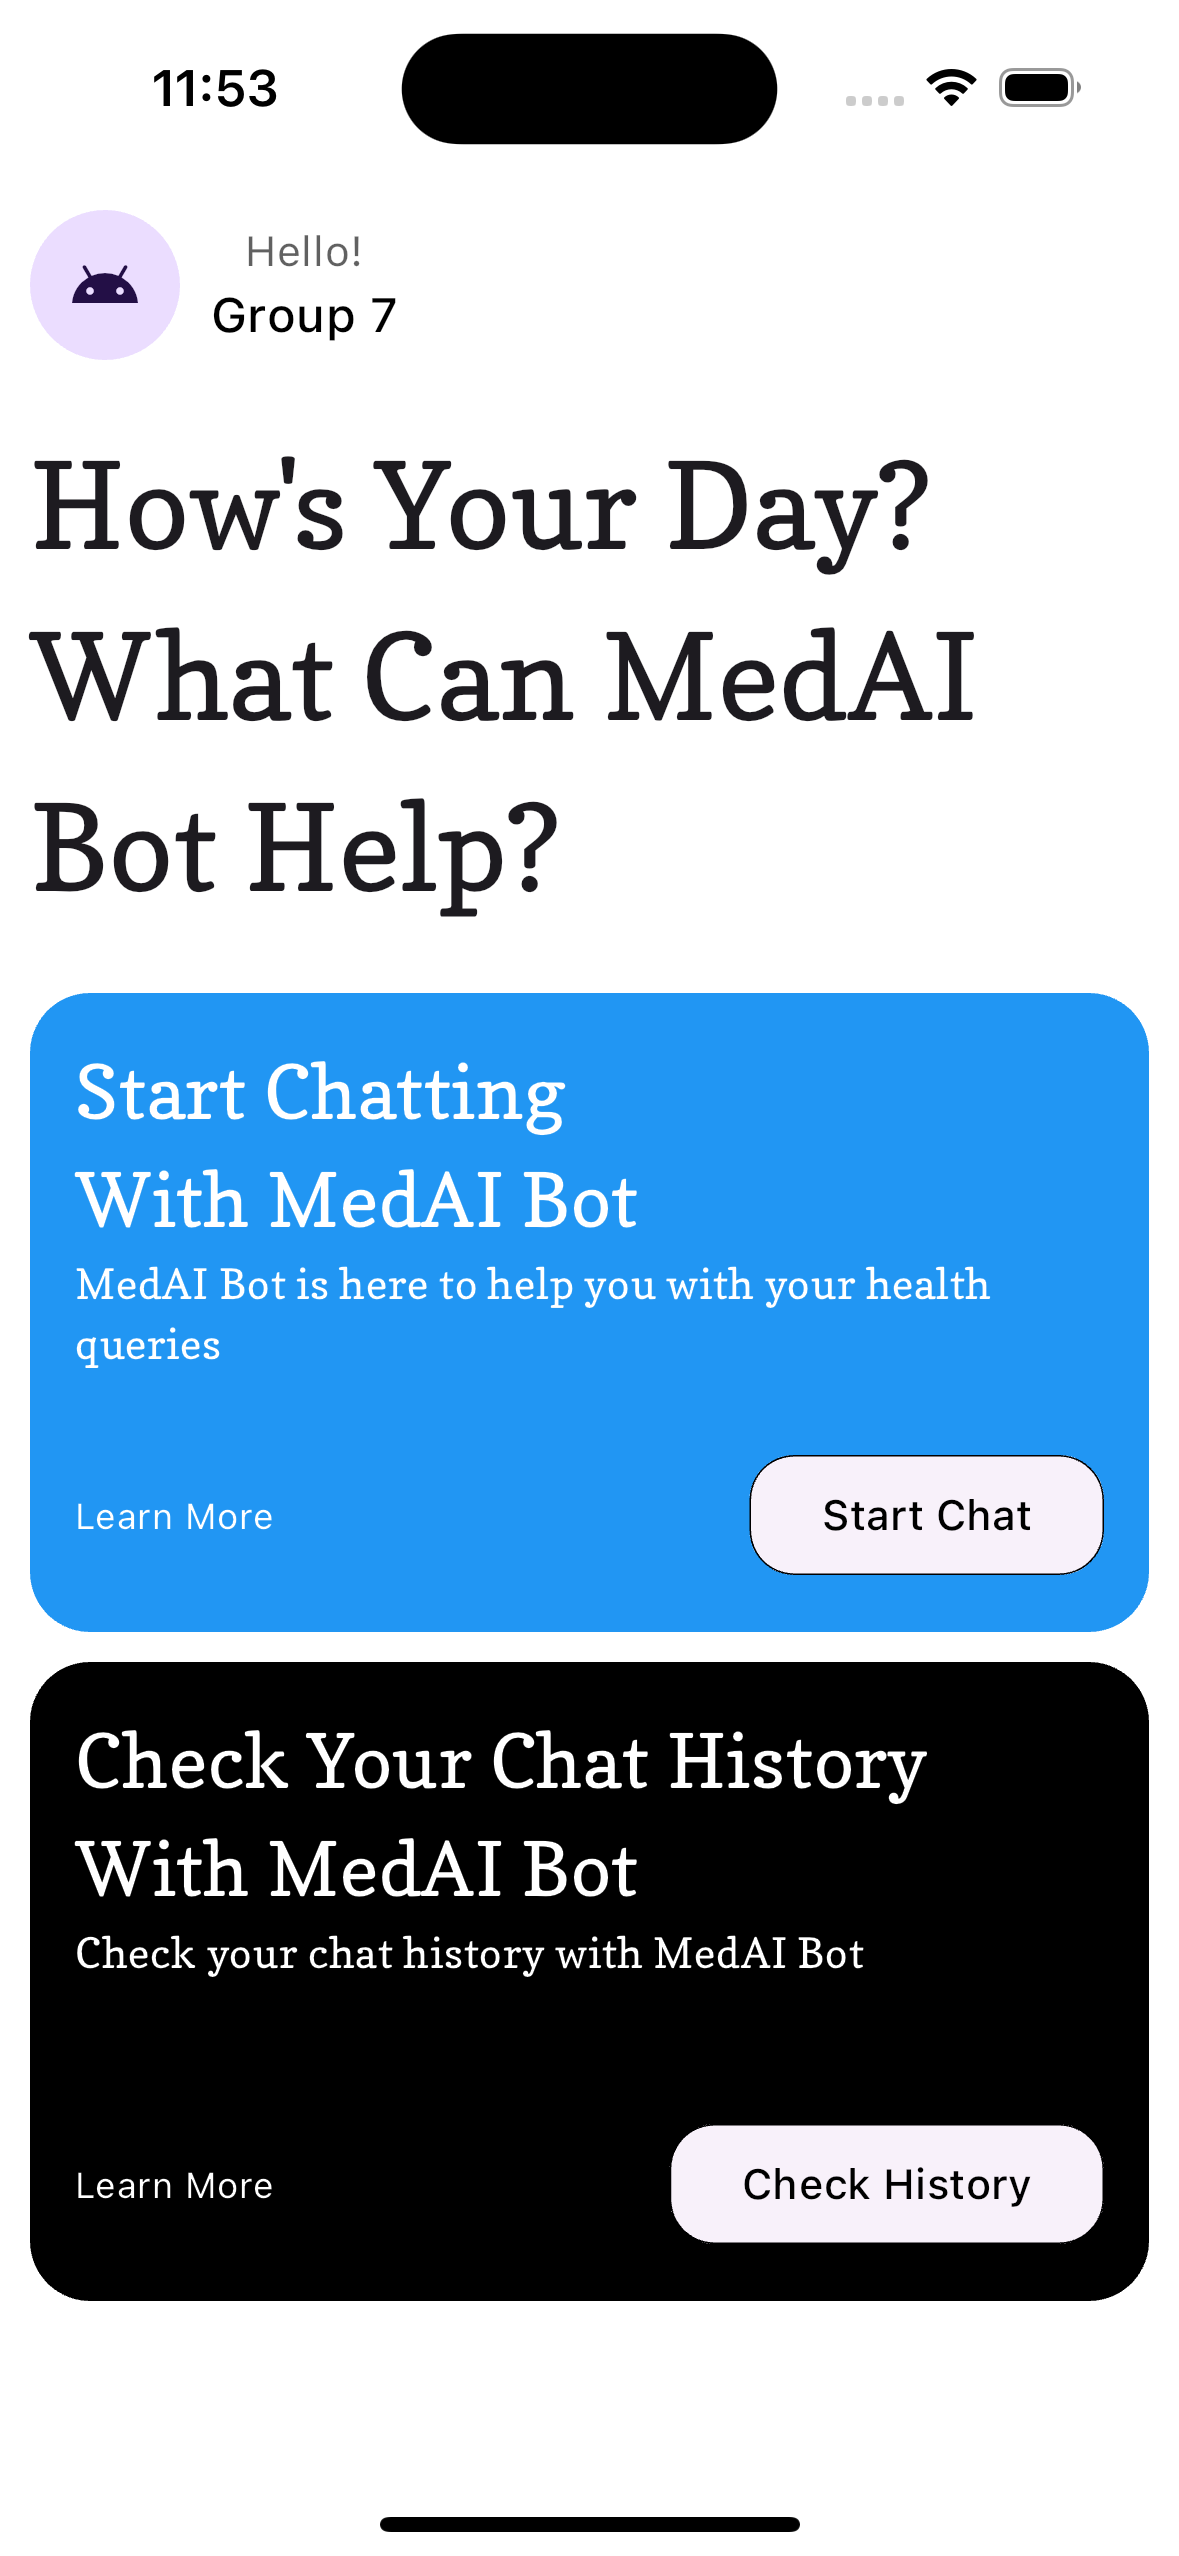 11:53
Hello!
Group 7
How's Your Day?
What Can MedAI
Bot Help?
Start Chatting
With MedAI Bot
MedAI Bot is here to help you with your health
queries
Learn More
Start Chat
Check Your Chat History
With MedAI Bot
Check your chat history with MedAI Bot
Learn More
Check History